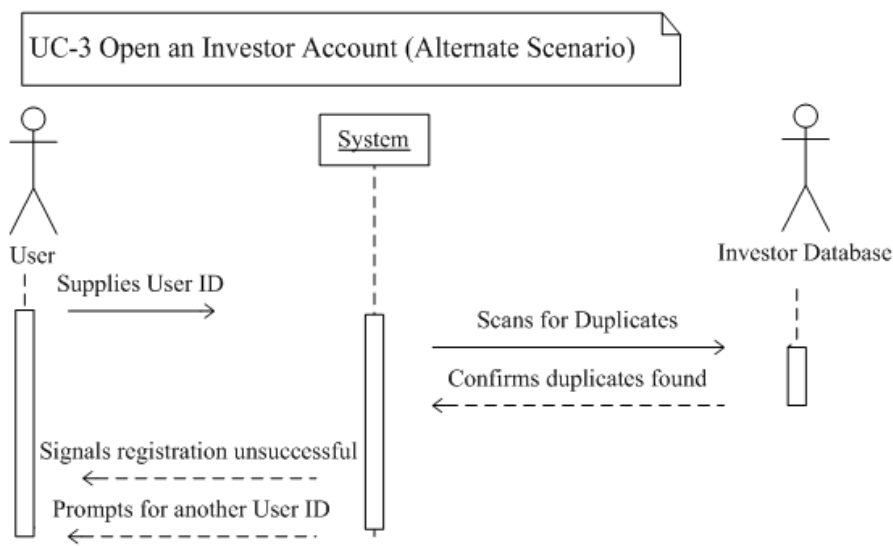 UC-3 Open an Investor Account (Alternate Scenario)
System
User
Investor Database
Supplies User ID
Scans for Duplicates
Confirms duplicates found
Signals registration unsuccessful
Prompts for another User ID